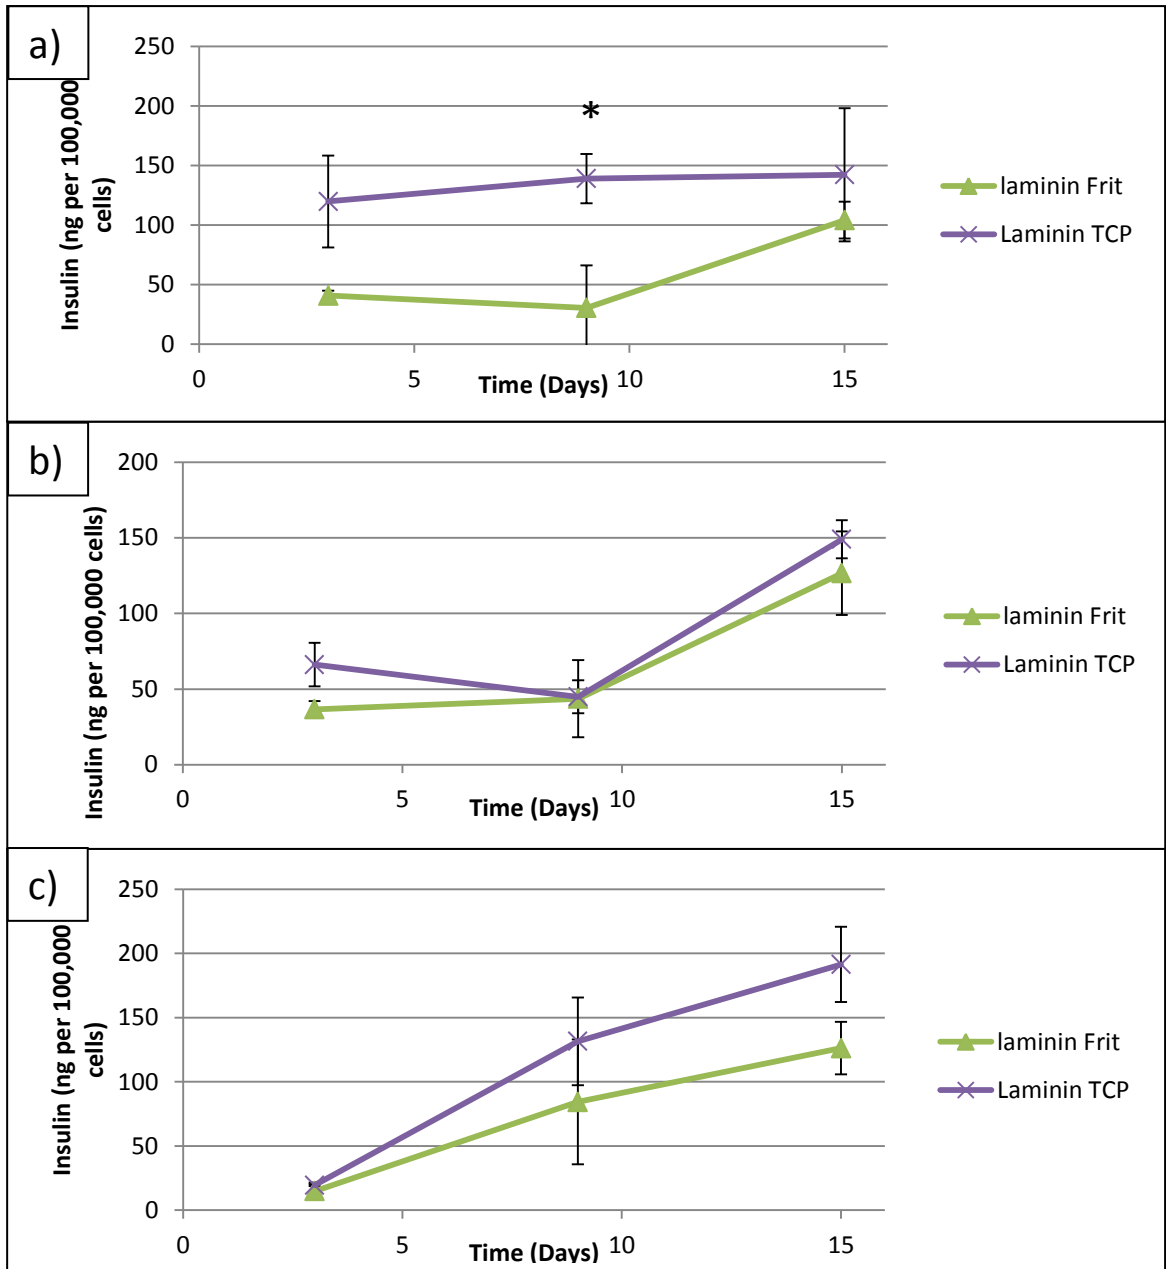 a)
250
200
150
100
50
0
Insulin (ng per 100,000
cells)
*
0
5
10
15
Time (Days)
laminin Frit
Laminin TCP
b)
200
150
100
50
0
Insulin (ng per 100,000 cells)
0
5
10
15
Time (Days)
laminin Frit
Laminin TCP
c)
250
200
150
100
50
0
Insulin (ng per 100,000
cells)
0
5
10
15
Time (Days)
laminin Frit
Laminin TCP